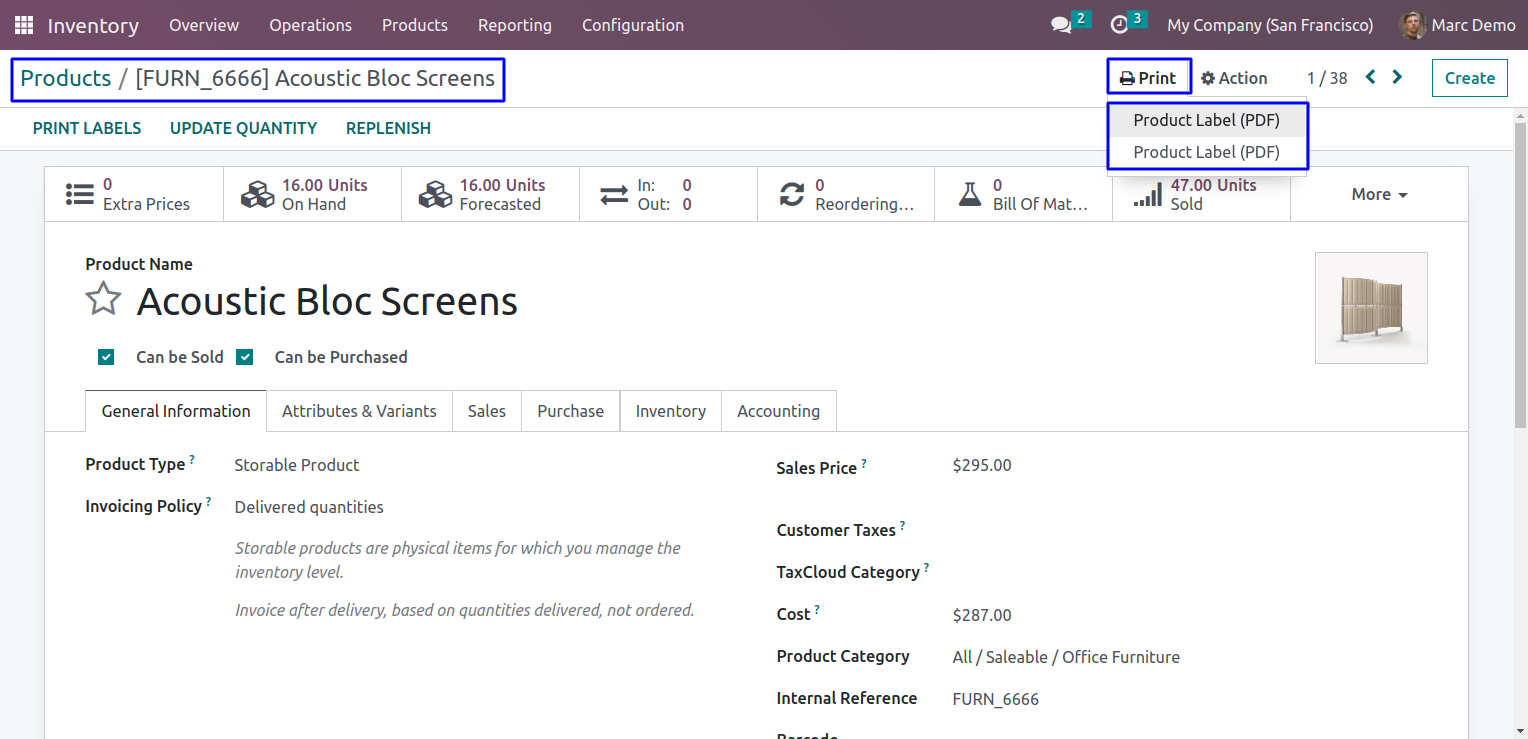 Inventory Overview Operations Products Reporting Configuration 2 3 My Company (San Francisco) Marc Demo
Products / [FURN_6666] Acoustic Bloc Screens Print Action 1 / 38 Create
PRINT LABELS UPDATE QUANTITY REPLENISH
Product Label (PDF)
Product Label (PDF)
0
Extra Prices
16.00 Units
On Hand
16.00 Units
Forecasted
In: 0
Out: 0
0
Reordering...
0
Bill Of Mat...
47.00 Units
Sold
More
Product Name
Acoustic Bloc Screens
Can be Sold Can be Purchased
General Information Attributes & Variants Sales Purchase Inventory Accounting
Product Type ? Storable Product
Invoicing Policy ? Delivered quantities
Storable products are physical items for which you manage the
inventory level.
Invoice after delivery, based on quantities delivered, not ordered.
Sales Price ? $295.00
Customer Taxes ?
TaxCloud Category ?
Cost ? $287.00
Product Category All / Saleable / Office Furniture
Internal Reference FURN_6666
Barcode